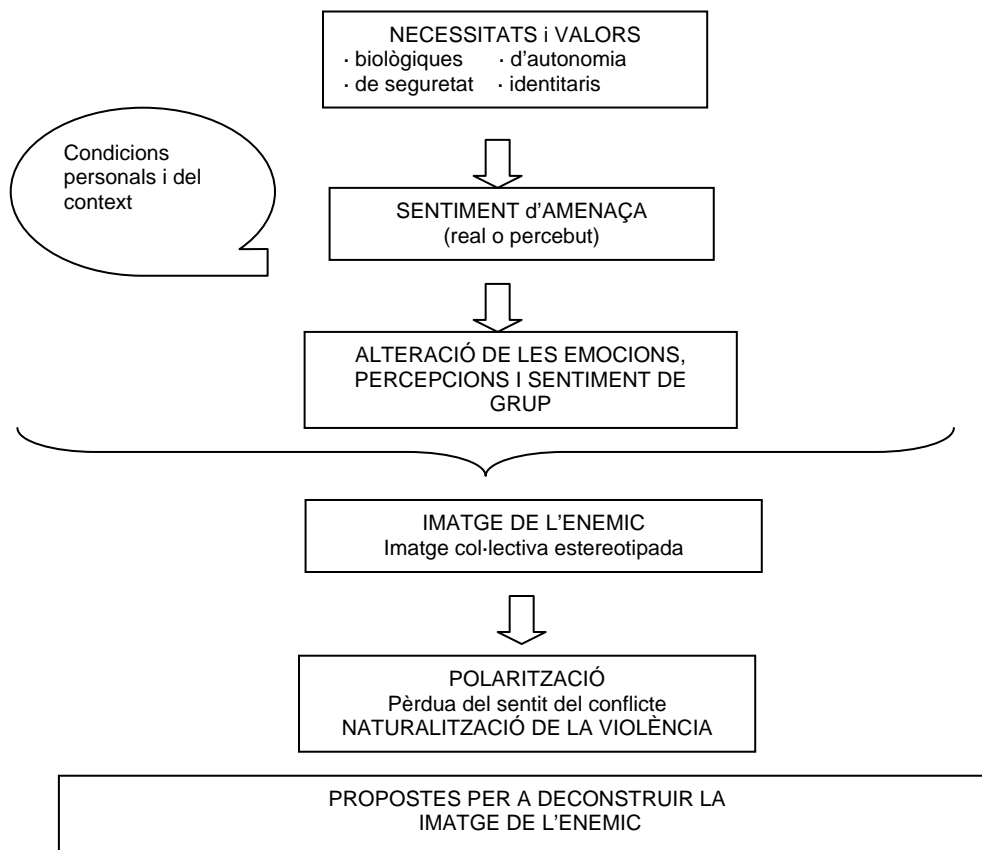 NECESSITATS i VALORS
· biològiques · d'autonomia
· de seguretat · identitaris
Condicions
personals i del
context
SENTIMENT d'AMENAÇA
(real o percebut)
ALTERACIÓ DE LES EMOCIONS,
PERCEPCIONS I SENTIMENT DE
GRUP
IMATGE DE L'ENEMIC
Imatge col·lectiva estereotipada
POLARITZACIÓ
Pèrdua del sentit del conflicte
NATURALITZACIÓ DE LA VIOLÈNCIA
PROPOSTES PER A DECONSTRUIR LA
IMATGE DE L'ENEMIC